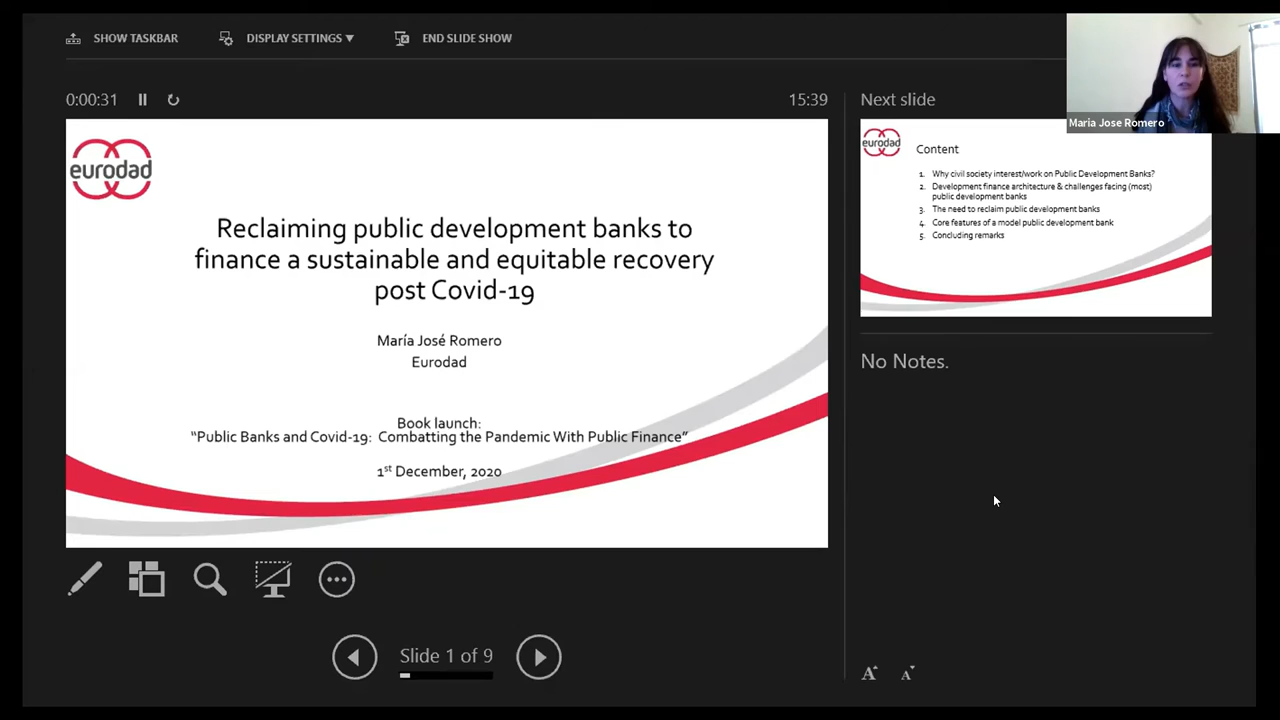 SHOW TASKBAR
DISPLAY SETTINGS ▼
END SLIDE SHOW
0:00:31
15:39
Next slide
Maria Jose Romero
eurodad
Reclaiming public development banks to
finance a sustainable and equitable recovery
post Covid-19
María José Romero
Eurodad
Book launch:
“Public Banks and Covid-19: Combatting the Pandemic With Public Finance”
1st December, 2020
eurodad
Content
1. Why civil society interest/work on Public Development Banks?
2. Development finance architecture & challenges facing (most)
public development banks
3. The need to reclaim public development banks
4. Core features of a model public development bank
5. Concluding remarks
No Notes.
Slide 1 of 9
A A